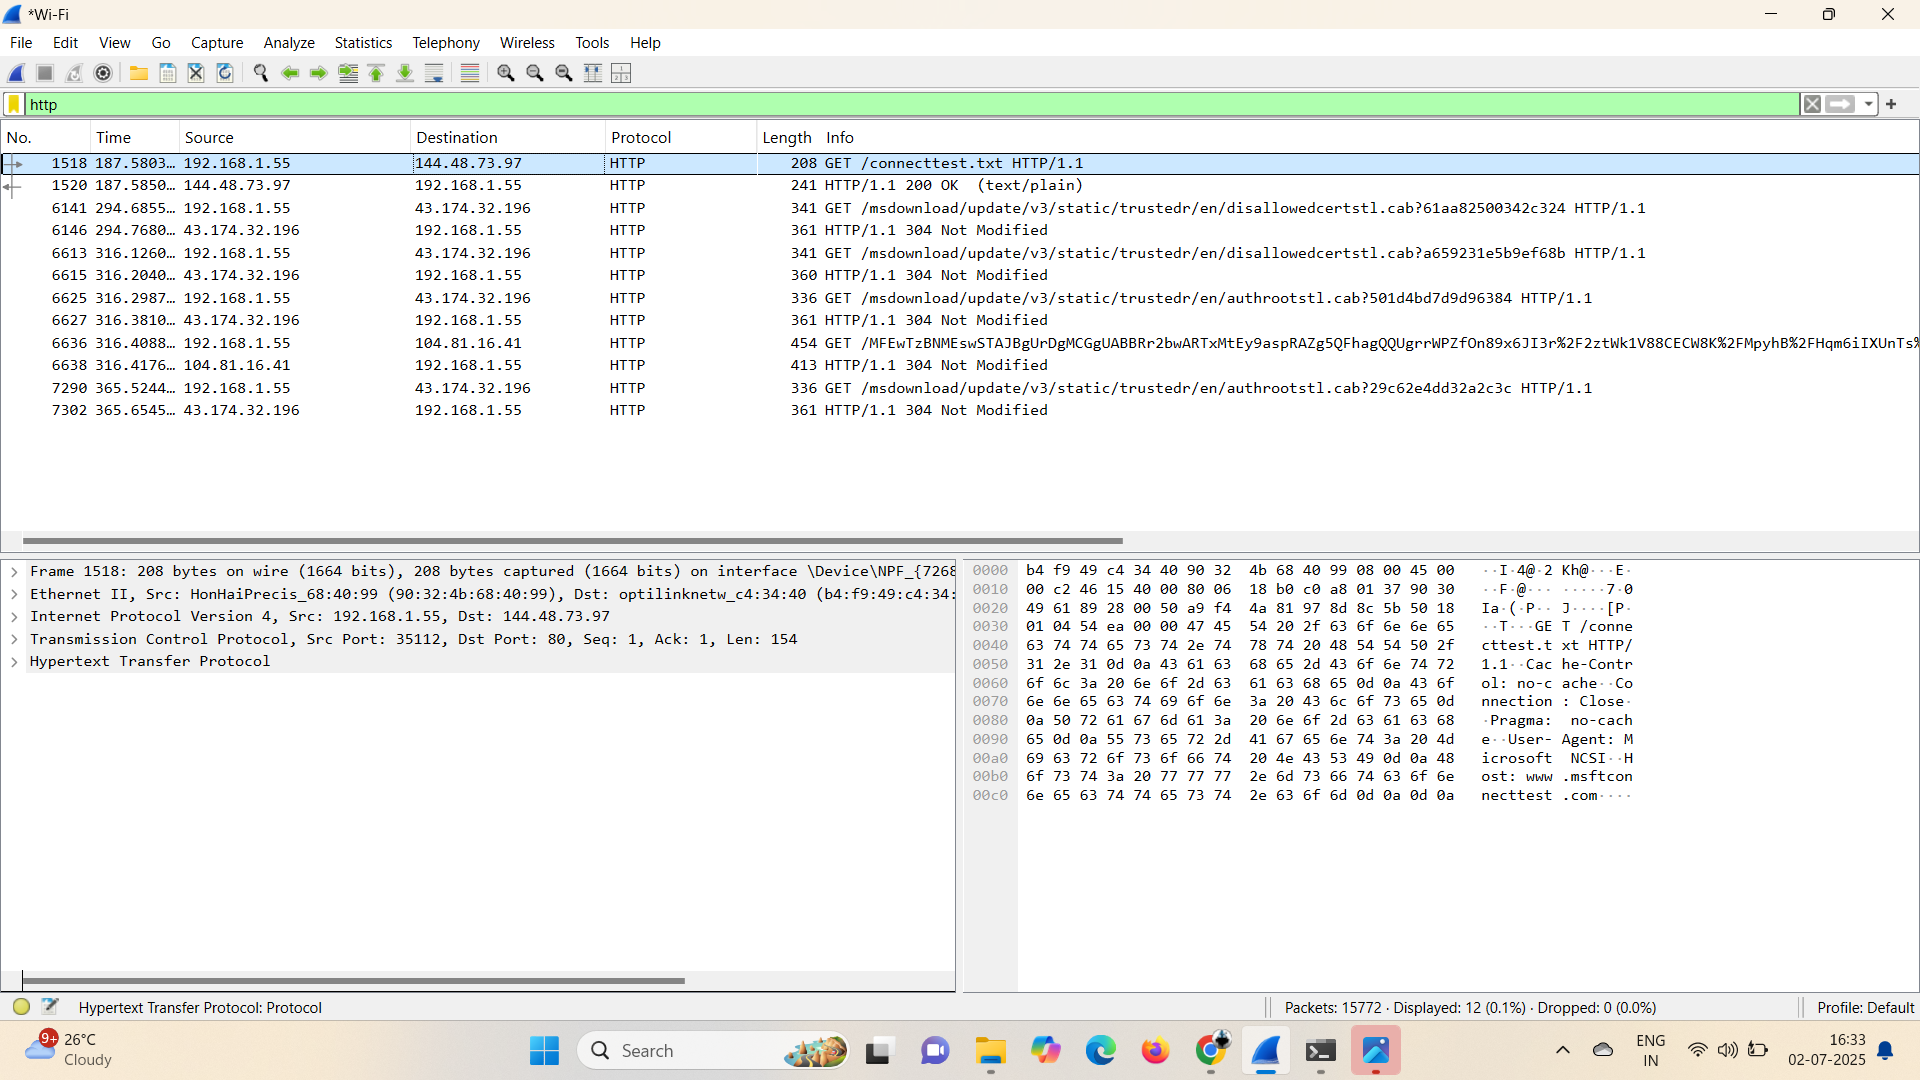 *Wi-Fi
File Edit View Go Capture Analyze Statistics Telephony Wireless Tools Help
http
No. Time Source Destination Protocol Length Info
1518 187.5803… 192.168.1.55 144.48.73.97 HTTP 208 GET /connecttest.txt HTTP/1.1
1520 187.5850… 144.48.73.97 192.168.1.55 HTTP 241 HTTP/1.1 200 OK (text/plain)
6141 294.6855… 192.168.1.55 43.174.32.196 HTTP 341 GET /msdownload/update/v3/static/trustedr/en/disallowedcertstl.cab?61aa82500342c324 HTTP/1.1
6146 294.7680… 43.174.32.196 192.168.1.55 HTTP 361 HTTP/1.1 304 Not Modified
6613 316.1260… 192.168.1.55 43.174.32.196 HTTP 341 GET /msdownload/update/v3/static/trustedr/en/disallowedcertstl.cab?a659231e5b9ef68b HTTP/1.1
6615 316.2040… 43.174.32.196 192.168.1.55 HTTP 360 HTTP/1.1 304 Not Modified
6625 316.2987… 192.168.1.55 43.174.32.196 HTTP 336 GET /msdownload/update/v3/static/trustedr/en/authrootstl.cab?501d4bd7d9d96384 HTTP/1.1
6627 316.3810… 43.174.32.196 192.168.1.55 HTTP 361 HTTP/1.1 304 Not Modified
6636 316.4088… 192.168.1.55 104.81.16.41 HTTP 454 GET /MFEwTzBNMEswSTAJBgUrDgMCGgUABBRr2bwARTxMtEy9aspRAZg5QFhagQQUgrrWPZfOn89x6JI3r%2F2ztWk1V88CECW8K%2FMpyhB%2FHqm6iIXUnTs%
6638 316.4176… 104.81.16.41 192.168.1.55 HTTP 413 HTTP/1.1 304 Not Modified
7290 365.5244… 192.168.1.55 43.174.32.196 HTTP 336 GET /msdownload/update/v3/static/trustedr/en/authrootstl.cab?29c62e4dd32a2c3c HTTP/1.1
7302 365.6545… 43.174.32.196 192.168.1.55 HTTP 361 HTTP/1.1 304 Not Modified
Frame 1518: 208 bytes on wire (1664 bits), 208 bytes captured (1664 bits) on interface \Device\NPF_{7268
Ethernet II, Src: HonHaiPrecis_68:40:99 (90:32:4b:68:40:99), Dst: optilinknetw_c4:34:40 (b4:f9:49:c4:34:
Internet Protocol Version 4, Src: 192.168.1.55, Dst: 144.48.73.97
Transmission Control Protocol, Src Port: 35112, Dst Port: 80, Seq: 1, Ack: 1, Len: 154
Hypertext Transfer Protocol
0000 b4 f9 49 c4 34 40 90 32 4b 68 40 99 08 00 45 00 ··I·4@·2 Kh@···E·
0010 00 c2 46 15 40 00 80 06 18 b0 c0 a8 01 37 90 30 ··F·@··· ·····7·0
0020 49 61 89 28 00 50 a9 f4 4a 81 97 8d 8c 5b 50 18 Ia·(·P·· J····[P·
0030 01 04 54 ea 00 00 47 45 54 20 2f 63 6f 6e 6e 65 ··T···GE T /conne
0040 63 74 74 65 73 74 2e 74 78 74 20 48 54 54 50 2f cttest.t xt HTTP/
0050 31 2e 31 0d 0a 43 61 63 68 65 2d 43 6f 6e 74 72 1.1··Cac he-Contr
0060 6f 6c 3a 20 6e 6f 2d 63 61 63 68 65 0d 0a 43 6f ol: no-c ache··Co
0070 6e 6e 65 63 74 69 6f 6e 3a 20 43 6c 6f 73 65 0d nnection : Close·
0080 0a 50 72 61 67 6d 61 3a 20 6e 6f 2d 63 61 63 68 ·Pragma: no-cach
0090 65 0d 0a 55 73 65 72 2d 41 67 65 6e 74 3a 20 4d e··User- Agent: M
00a0 69 63 72 6f 73 6f 66 74 20 4e 43 53 49 0d 0a 48 icrosoft NCSI··H
00b0 6f 73 74 3a 20 77 77 77 2e 6d 73 66 74 63 6f 6e ost: www .msftcon
00c0 6e 65 63 74 74 65 73 74 2e 63 6f 6d 0d 0a 0d 0a necttest .com····
Hypertext Transfer Protocol: Protocol
Packets: 15772 · Displayed: 12 (0.1%) · Dropped: 0 (0.0%)
Profile: Default
9+
26°C
Cloudy
Search
ENG
IN
16:33
02-07-2025